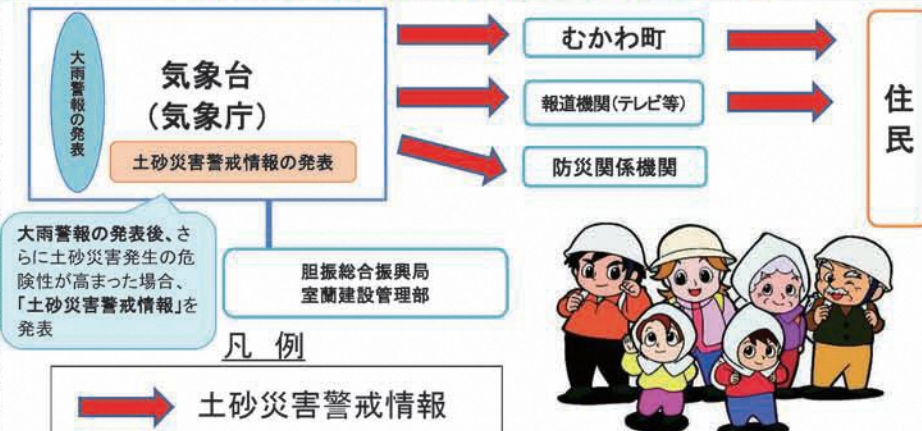 大雨警報の発表
気象台
(気象庁)
土砂災害警戒情報の発表
むかわ町
報道機関(テレビ等)
防災関係機関
住民
大雨警報の発表後、さ
らに土砂災害発生の危
険性が高まった場合、
「土砂災害警戒情報」を
発表
胆振総合振興局
室蘭建設管理部
凡 例
土砂災害警戒情報